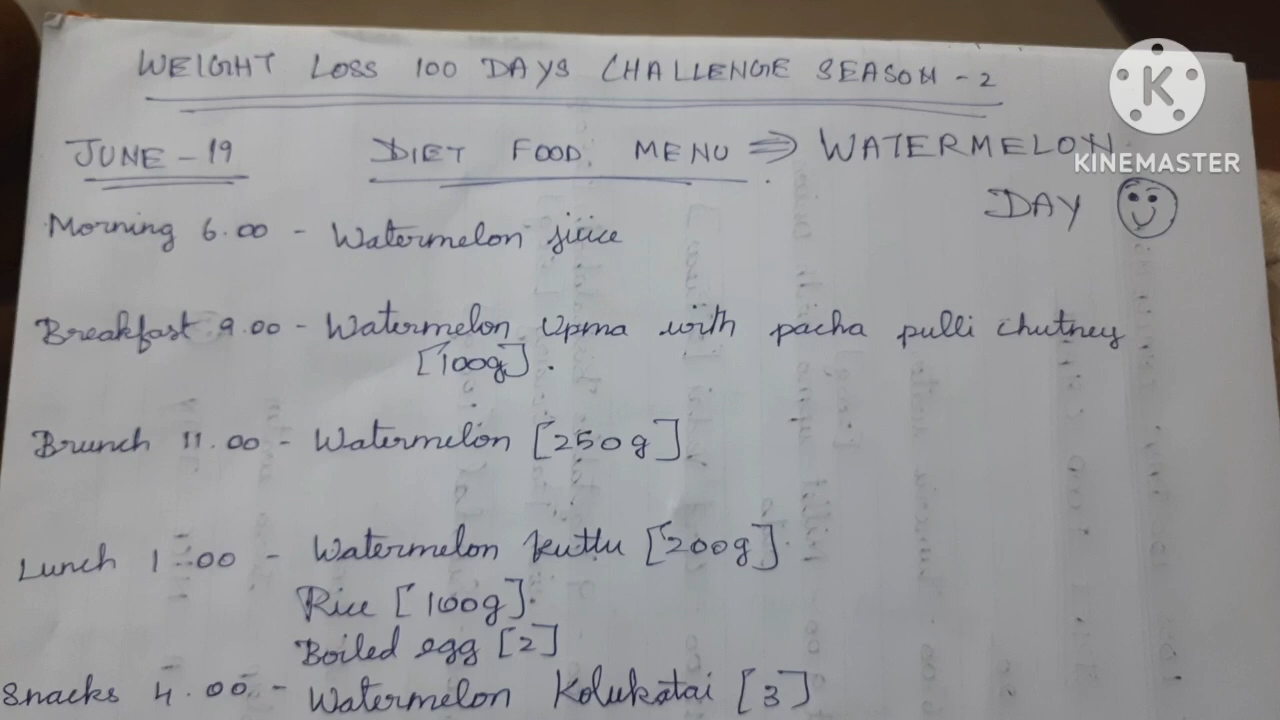 WEIGHT LOSS 100 DAYS CHALLENGE SEASON - 2
K
KINEMASTER
JUNE - 19 DIET FOOD MENU ⇒ WATERMELON
DAY
Morning 6.00 - Watermelon juice
Breakfast 9.00 - Watermelon Upma with pacha pulli chutney
[100g].
Brunch 11.00 - Watermelon [250g]
Lunch 1.00 - Watermelon kuttu [200g]
Rice [100g].
Boiled egg [2]
Snacks 4.00 - Watermelon Kolukatai [3]